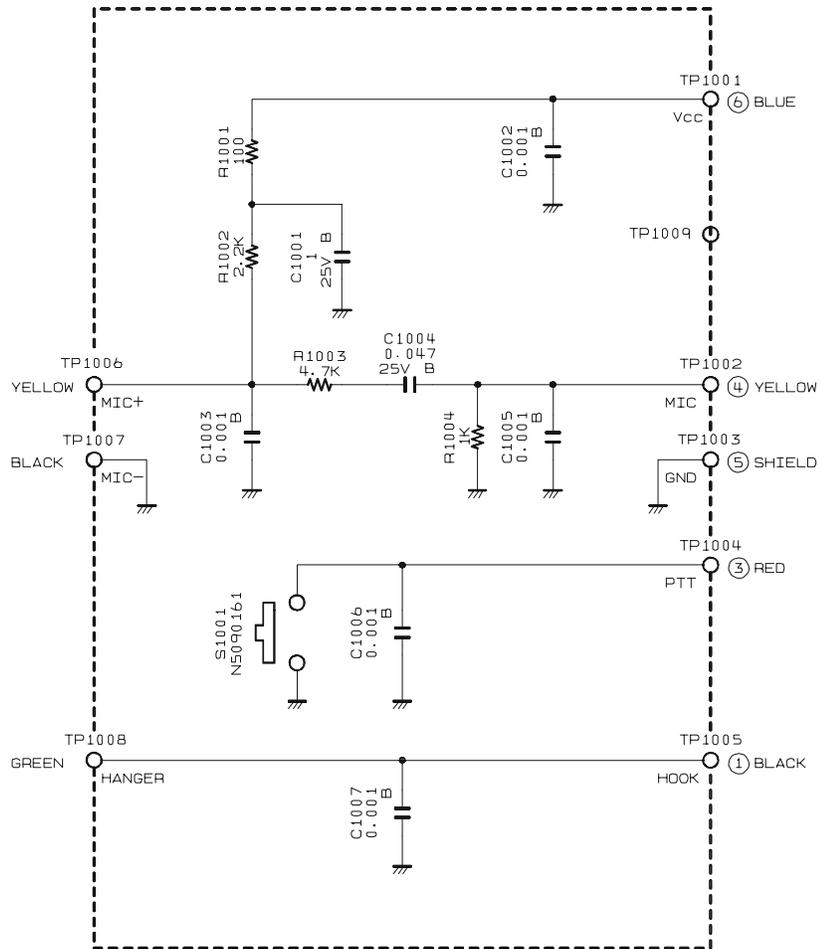 TP1001
6 BLUE
Vcc
R1001
100
C1002
0.001
B
TP1009
R1002
2.2K
C1001
1
25V B
TP1006
YELLOW
MIC+
R1003
4.7K
C1004
0.047
25V B
TP1002
4 YELLOW
MIC
TP1007
BLACK
MIC-
C1003
0.001
B
R1004
1K
C1005
0.001
B
TP1003
5 SHIELD
GND
TP1004
3 RED
PTT
S1001
N5090161
C1006
0.001
B
TP1008
GREEN
HANGER
TP1005
1 BLACK
HOOK
C1007
0.001
B